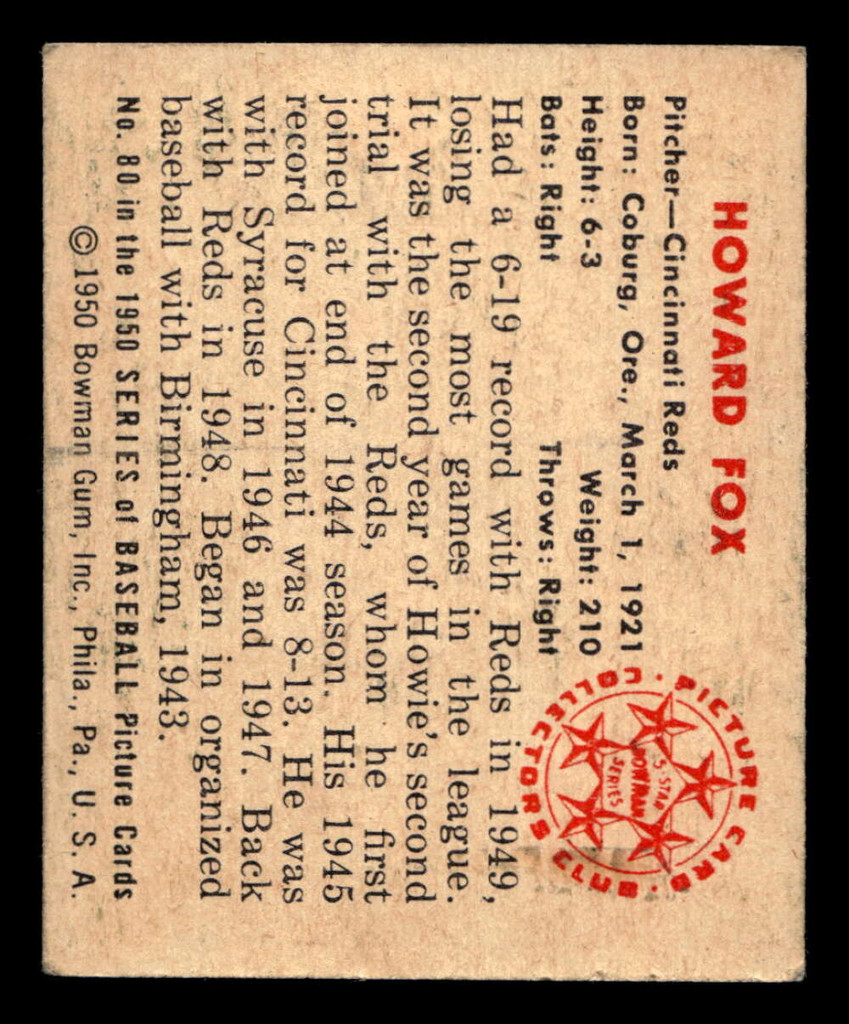 HOWARD FOX
Pitcher—Cincinnati Reds
Born: Coburg, Ore., March 1, 1921
Height: 6-3 Weight: 210
Bats: Right Throws: Right
PICTURE CARD COLLECTORS CLUB
5-STAR
BOWMAN
SERIES
Had a 6-19 record with Reds in 1949,
losing the most games in the league.
It was the second year of Howie's second
trial with the Reds, whom he first
joined at end of 1944 season. His 1945
record for Cincinnati was 8-13. He was
with Syracuse in 1946 and 1947. Back
with Reds in 1948. Began in organized
baseball with Birmingham, 1943.
No. 80 in the 1950 SERIES of BASEBALL Picture Cards
©1950 Bowman Gum, Inc., Phila., Pa., U. S. A.